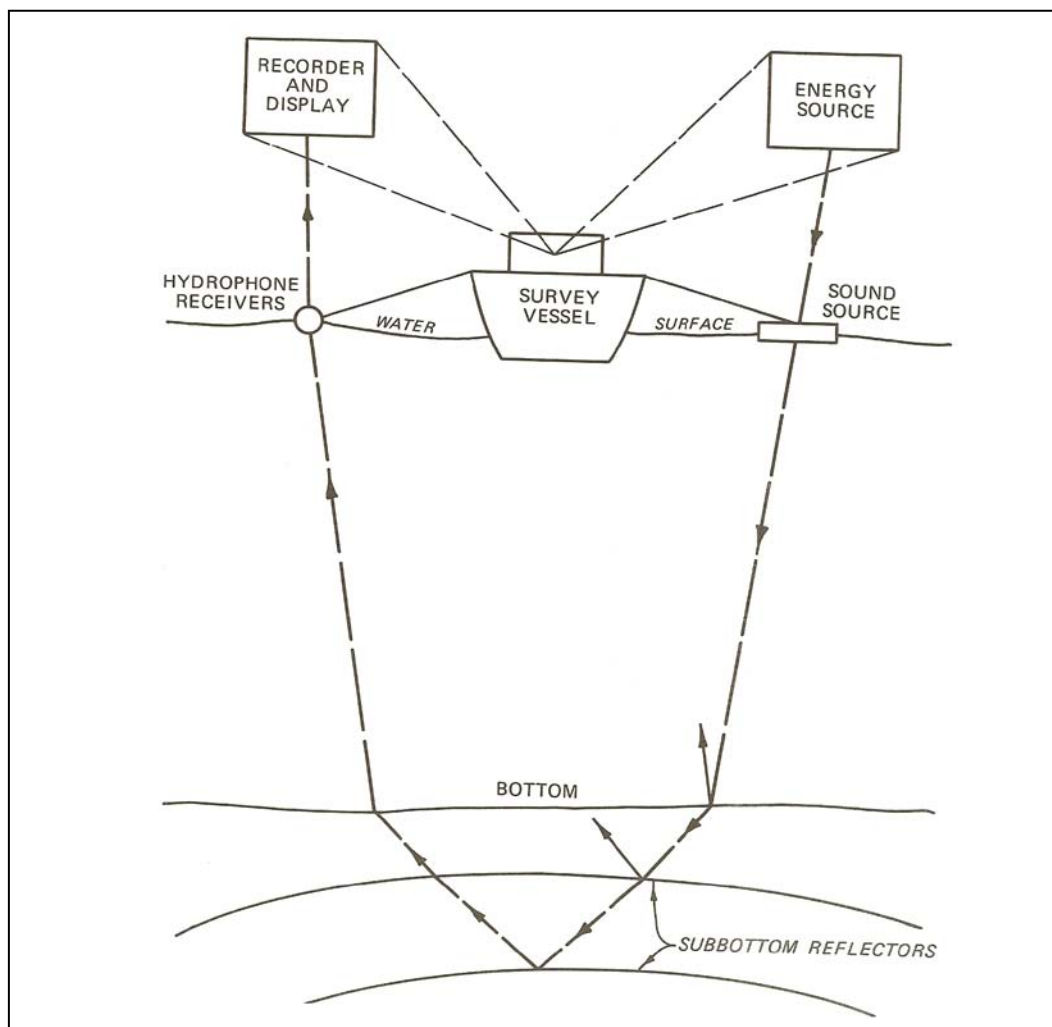 RECORDER
AND
DISPLAY
ENERGY
SOURCE
HYDROPHONE
RECEIVERS
WATER
SURVEY
VESSEL
SURFACE
SOUND
SOURCE
BOTTOM
SUBBOTTOM REFLECTORS